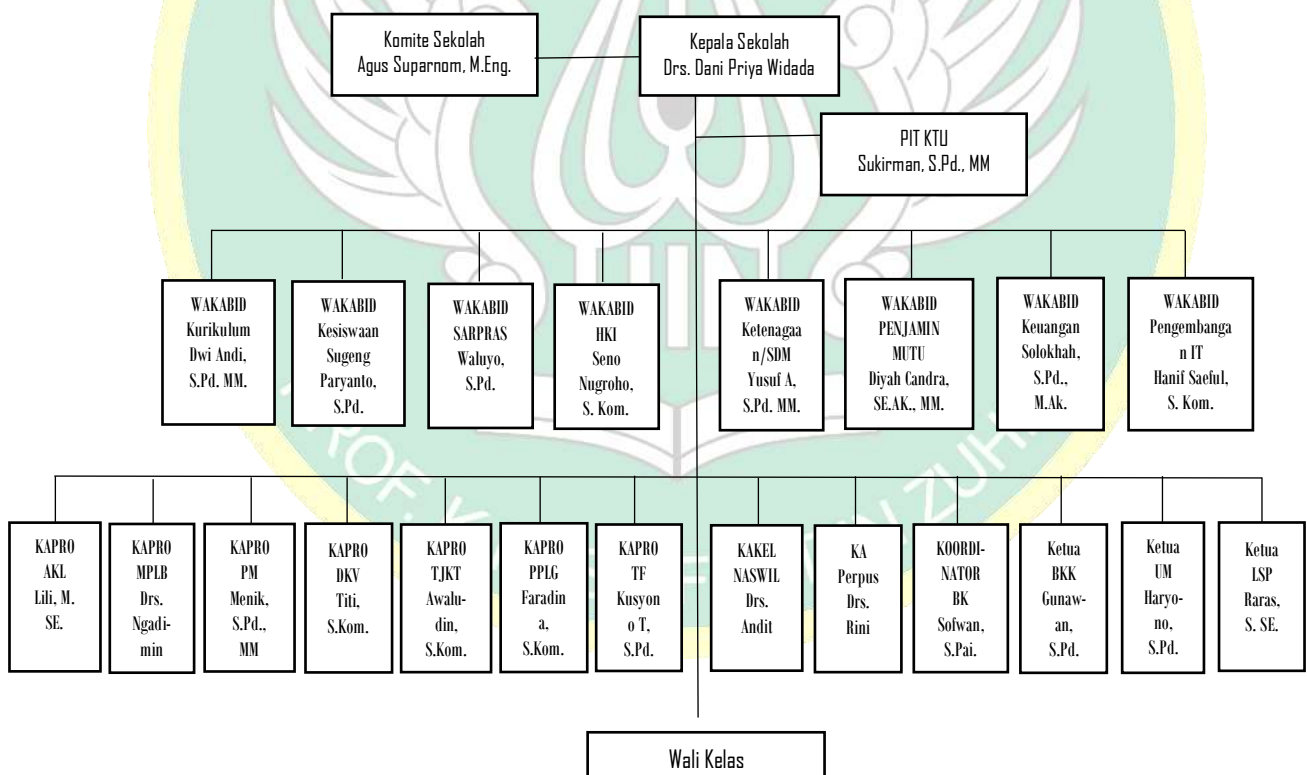 Komite Sekolah
Agus Suparnom, M.Eng.
Kepala Sekolah
Drs. Dani Priya Widada
PlT KTU
Sukirman, S.Pd., MM
WAKABID
Kurikulum
Dwi Andi,
S.Pd. MM.
WAKABID
Kesiswaan
Sugeng
Paryanto,
S.Pd.
WAKABID
SARPRAS
Waluyo,
S.Pd.
WAKABID
HKI
Seno
Nugroho,
S. Kom.
WAKABID
Ketenagaa
n/SDM
Yusuf A,
S.Pd. MM.
WAKABID
PENJAMIN
MUTU
Diyah Candra,
SE.AK., MM.
WAKABID
Keuangan
Solokhah,
S.Pd.,
M.Ak.
WAKABID
Pengembanga
n IT
Hanif Saeful,
S. Kom.
KAPRO
AKL
Lili, M.
SE.
KAPRO
MPLB
Drs.
Ngadi-
min
KAPRO
PM
Menik,
S.Pd.,
MM
KAPRO
DKV
Titi,
S.Kom.
KAPRO
TJKT
Awalu-
din,
S.Kom.
KAPRO
PPLG
Faradin
a,
S.Kom.
KAPRO
TF
Kusyon
o T,
S.Pd.
KAKEL
NASWIL
Drs.
Andit
KA
Perpus
Drs.
Rini
KOORDI-
NATOR
BK
Sofwan,
S.Pai.
Ketua
BKK
Gunaw-
an,
S.Pd.
Ketua
UM
Haryo-
no,
S.Pd.
Ketua
LSP
Raras,
S. SE.
Wali Kelas